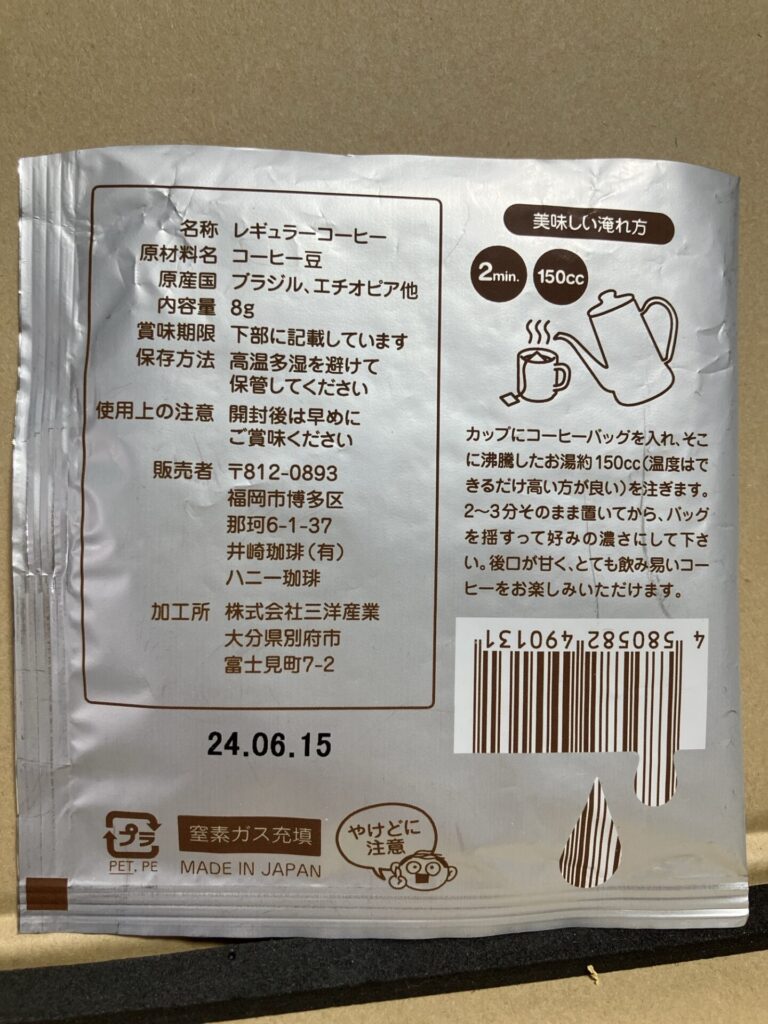 名称 レギュラーコーヒー
原材料名 コーヒー豆
原産国 ブラジル、エチオピア他
内容量 8g
賞味期限 下部に記載しています
保存方法 高温多湿を避けて
保管してください
使用上の注意 開封後は早めに
ご賞味ください
販売者 〒812-0893
福岡市博多区
那珂6-1-37
井崎珈琲(有)
ハニー珈琲
加工所 株式会社三洋産業
大分県別府市
富士見町7-2
24.06.15
プラ
PET. PE
窒素ガス充填
MADE IN JAPAN
やけどに
注意
美味しい淹れ方
2min. 150cc
カップにコーヒーバッグを入れ、そこ
に沸騰したお湯約150cc(温度はで
きるだけ高い方が良い)を注ぎます。
2〜3分そのまま置いてから、バッグ
を揺すって好みの濃さにして下さ
い。後口が甘く、とても飲み易いコー
ヒーをお楽しみいただけます。
4 580582 490131